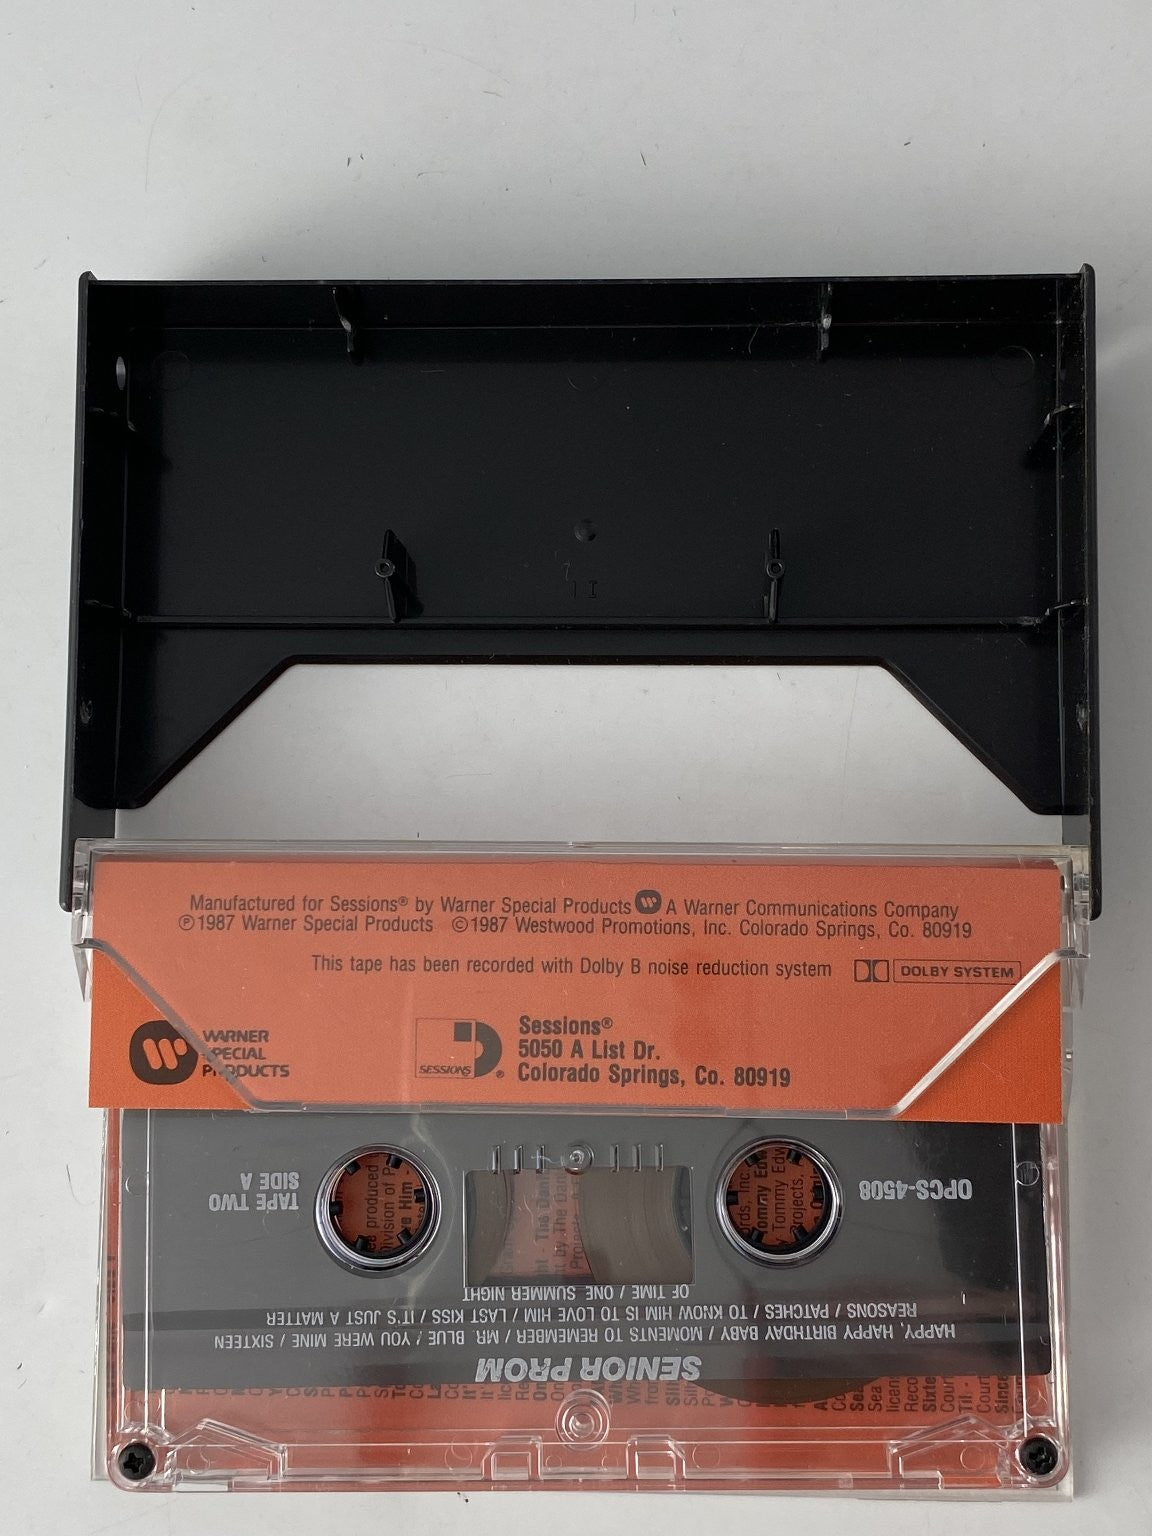 Manufactured for Sessions® by Warner Special Products W A Warner Communications Company
℗1987 Warner Special Products ©1987 Westwood Promotions, Inc. Colorado Springs, Co. 80919
This tape has been recorded with Dolby B noise reduction system DOLBY SYSTEM
WARNER
SPECIAL
PRODUCTS
SESSIONS®
Sessions®
5050 A List Dr.
Colorado Springs, Co. 80919
SENIOR PROM
HAPPY, HAPPY BIRTHDAY BABY / MOMENTS TO REMEMBER / MR. BLUE / YOU WERE MINE / SIXTEEN
REASONS / PATCHES / TO KNOW HIM IS TO LOVE HIM / LAST KISS / IT'S JUST A MATTER
OF TIME / ONE SUMMER NIGHT
OPCS-4508
TAPE TWO
SIDE A